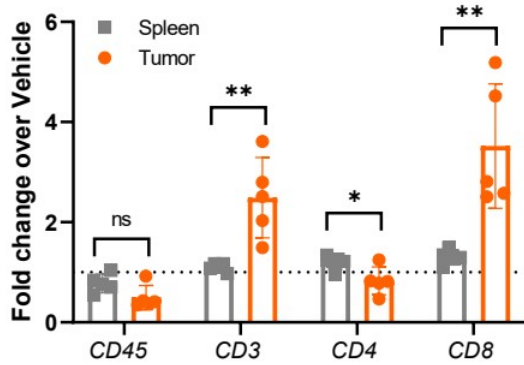 Fold change over Vehicle
6
4
2
0
Spleen
Tumor
ns
**
*
**
CD45
CD3
CD4
CD8